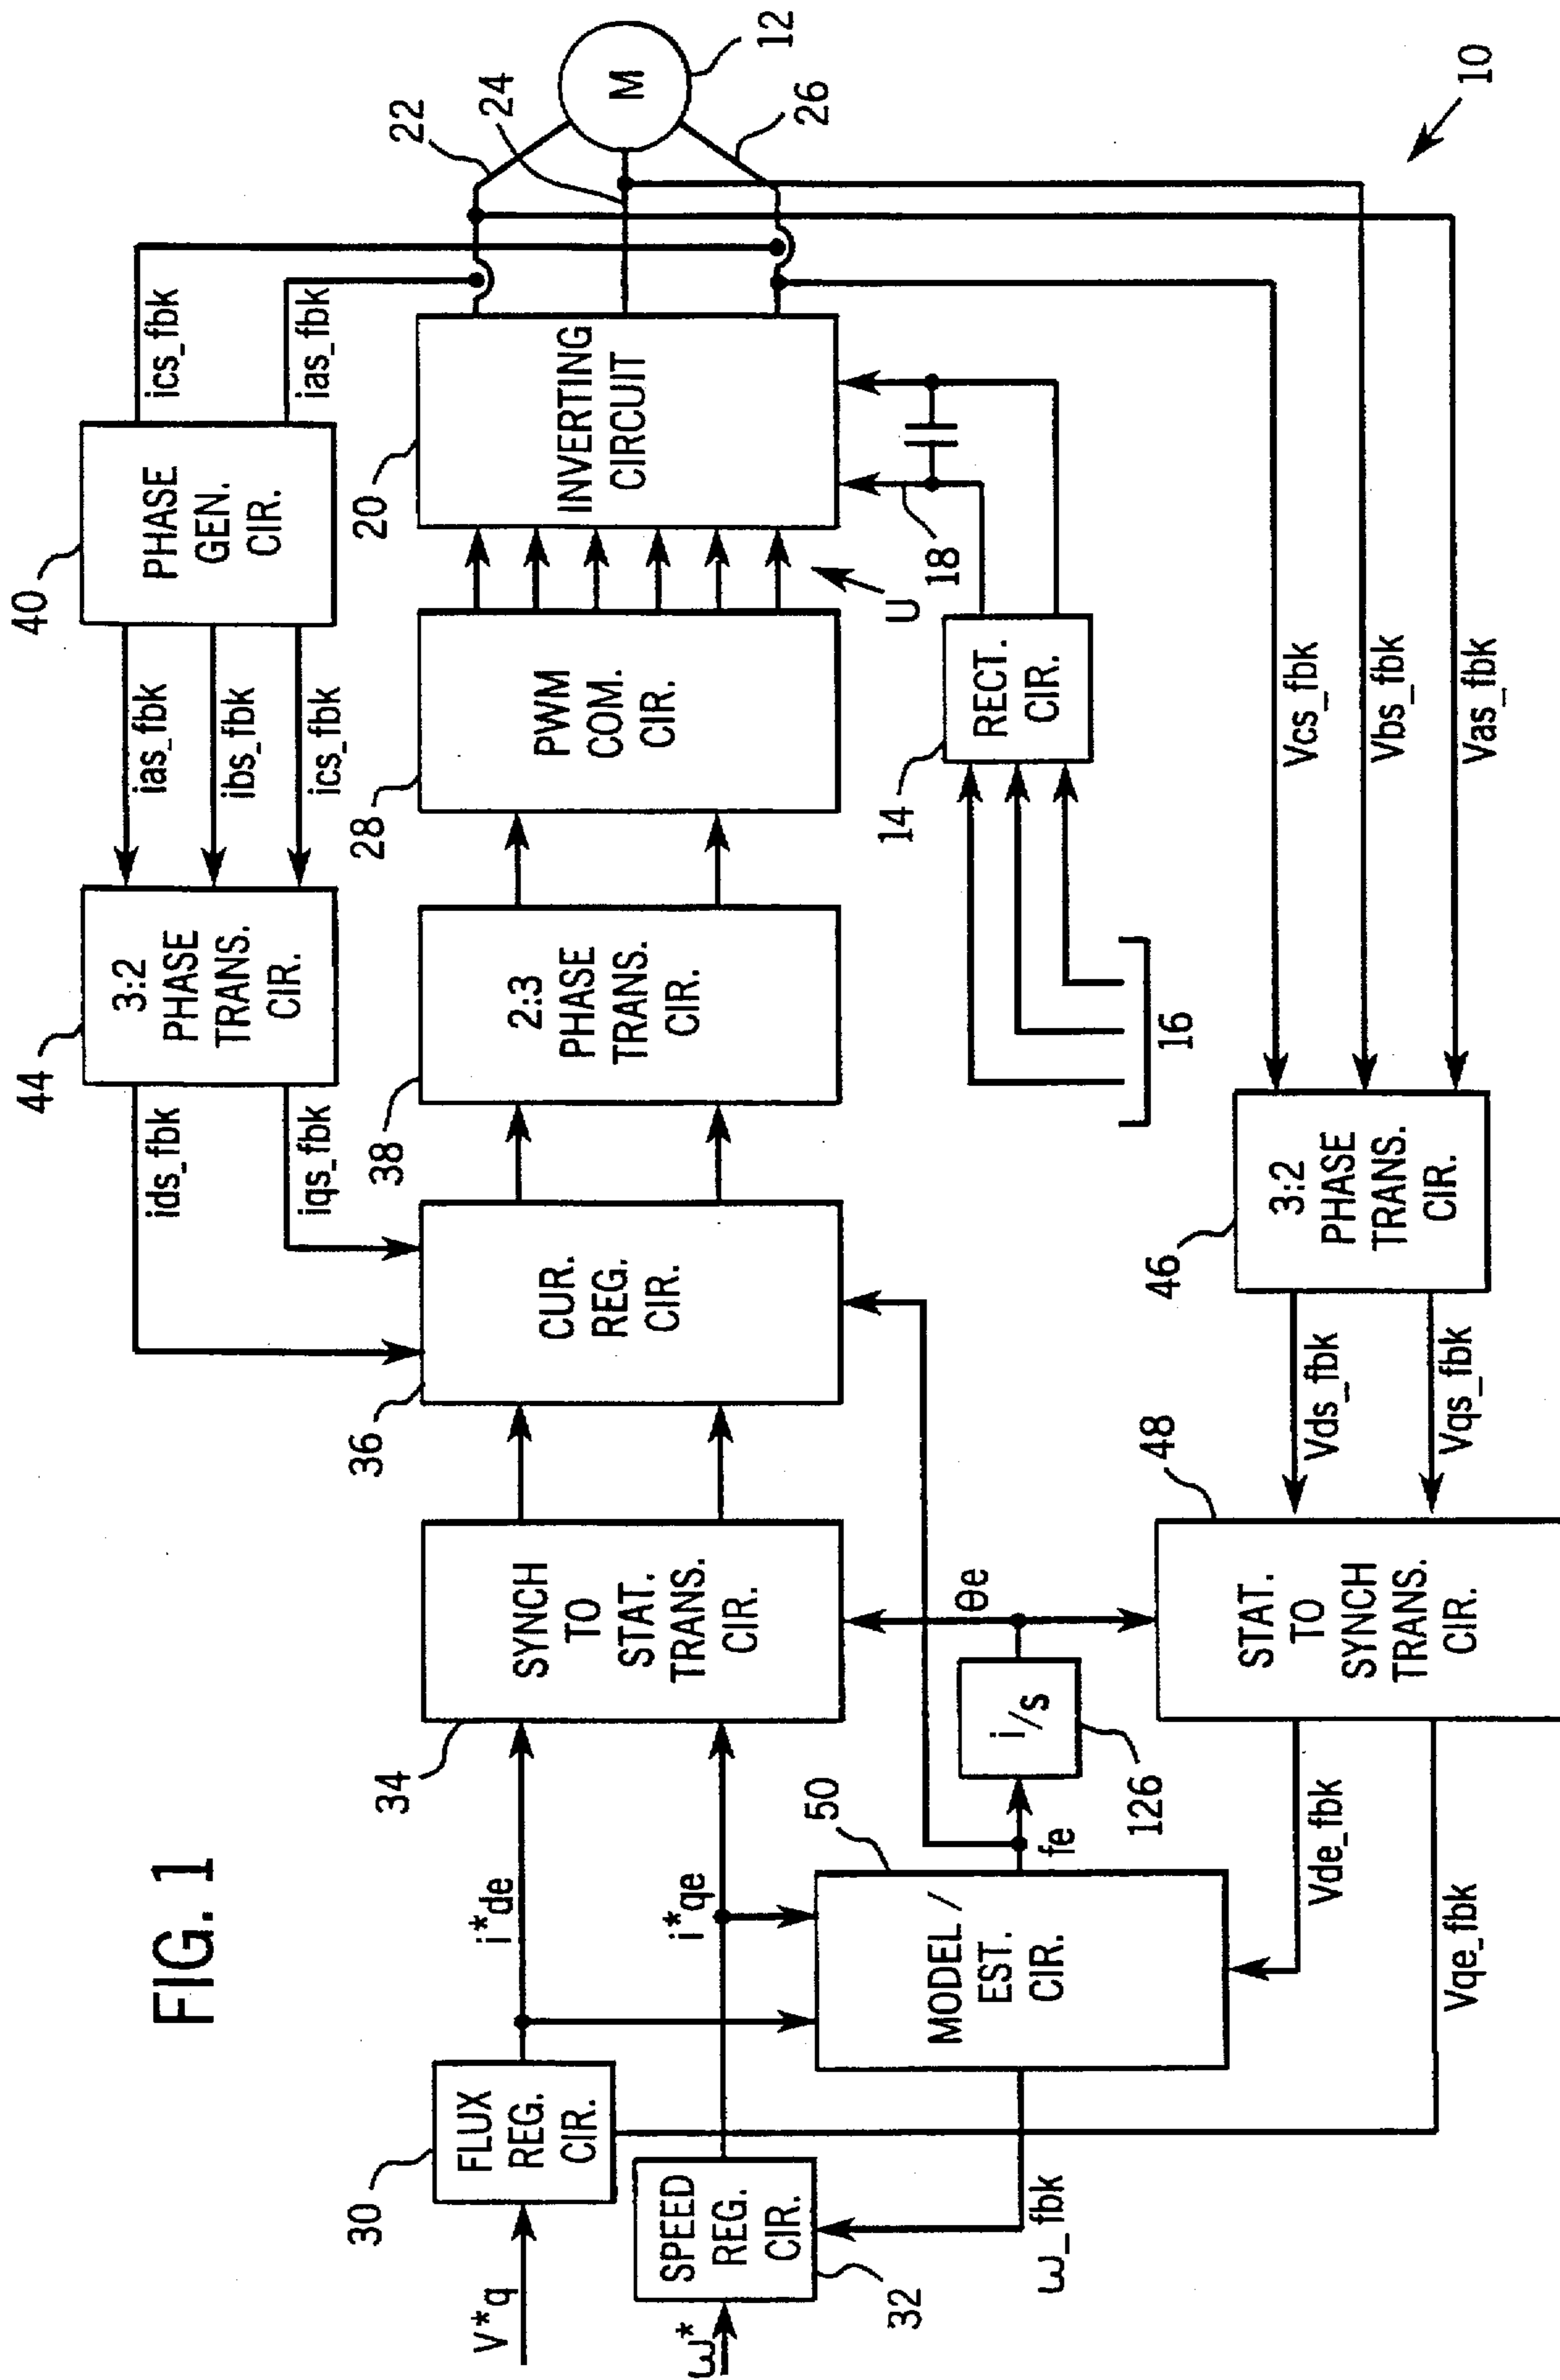 FIG. 1
40
44
PHASE
GEN.
CIR.
ics_fbk
ias_fbk
3:2
PHASE
TRANS.
CIR.
ias_fbk
ibs_fbk
ics_fbk
ids_fbk
iqs_fbk
V*q
30
FLUX
REG.
CIR.
i*de
34
SYNCH
TO
STAT.
TRANS.
CIR.
36
CUR.
REG.
CIR.
38
2:3
PHASE
TRANS.
CIR.
28
PWM
COM.
CIR.
U
20
INVERTING
CIRCUIT
22
24
26
M
12
10
ω*
SPEED
REG.
CIR.
32
i*qe
ω_fbk
50
MODEL /
EST.
CIR.
fe
i/s
126
θe
14
RECT.
CIR.
18
16
48
STAT.
TO
SYNCH
TRANS.
CIR.
Vde_fbk
Vqe_fbk
46
3:2
PHASE
TRANS.
CIR.
Vds_fbk
Vqs_fbk
Vcs_fbk
Vbs_fbk
Vas_fbk